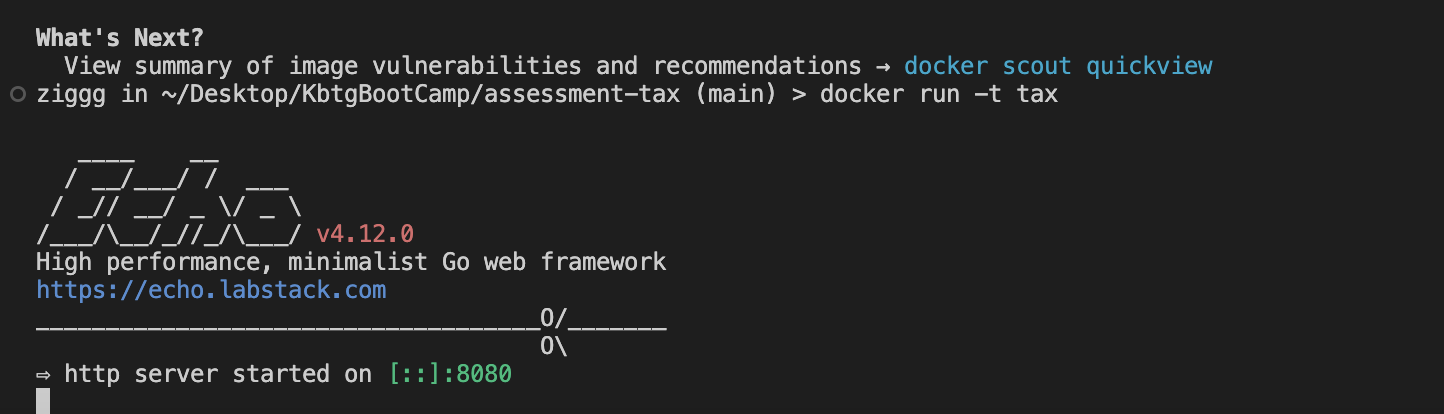 What's Next?
  View summary of image vulnerabilities and recommendations → docker scout quickview
ziggg in ~/Desktop/KbtgBootCamp/assessment-tax (main) > docker run -t tax

   ____    __
  / __/___/ /  ___
 / _// __/ _ \/ _ \
/___/\__/_//_/\___/ v4.12.0
High performance, minimalist Go web framework
https://echo.labstack.com
____________________________________O/_______
                                    O\
⇨ http server started on [::]:8080